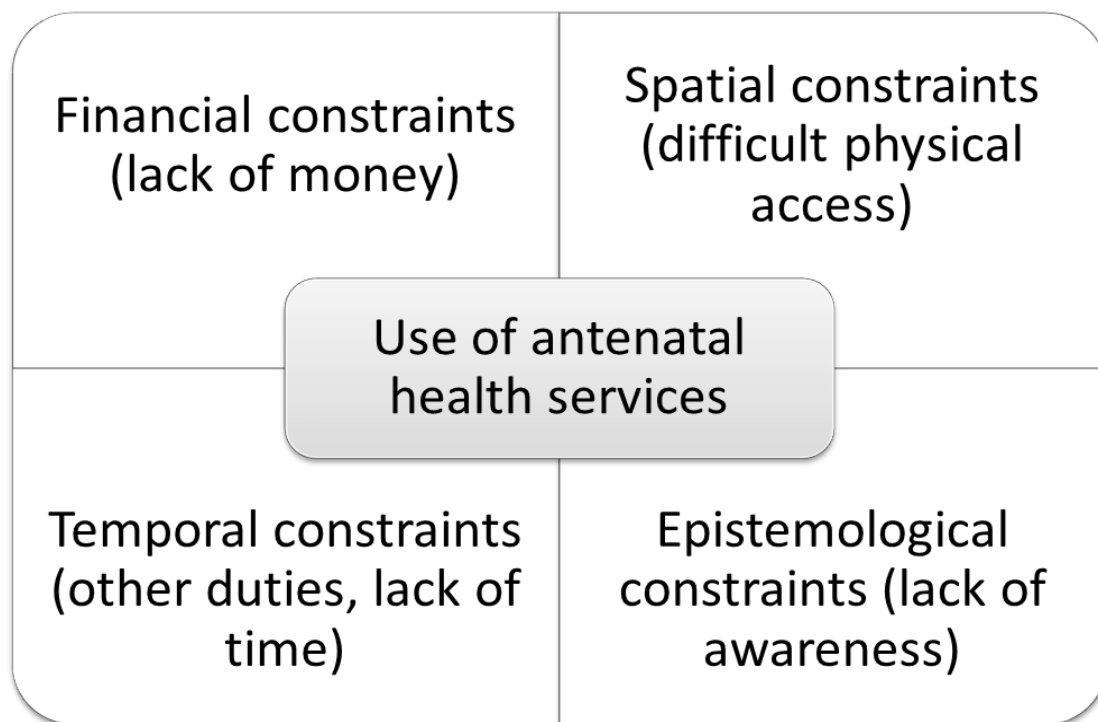 Financial constraints
(lack of money)
Spatial constraints
(difficult physical
access)
Use of antenatal
health services
Temporal constraints
(other duties, lack of
time)
Epistemological
constraints (lack of
awareness)